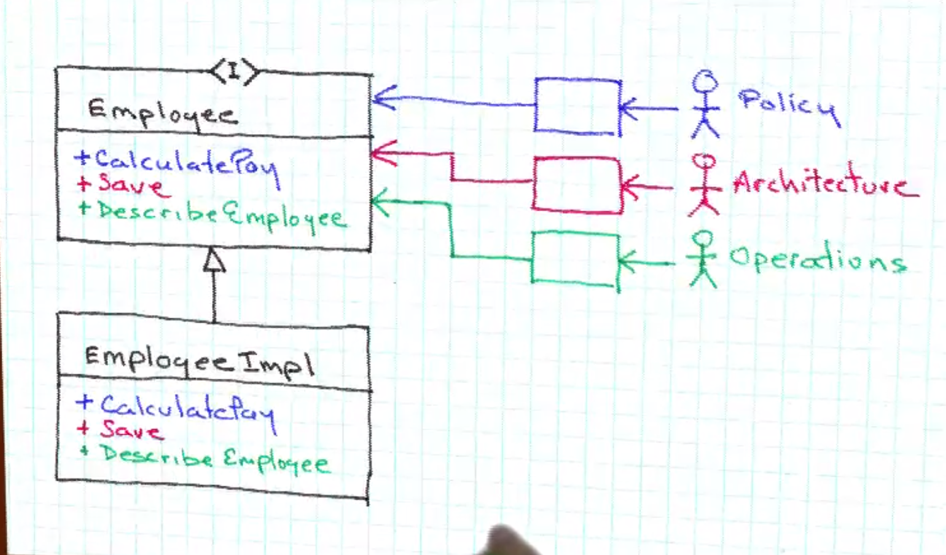 <I>
Employee
+CalculatePay
+Save
+DescribeEmployee
Policy
Architecture
Operations
EmployeeImpl
+ CalculatePay
+ Save
+ DescribeEmployee